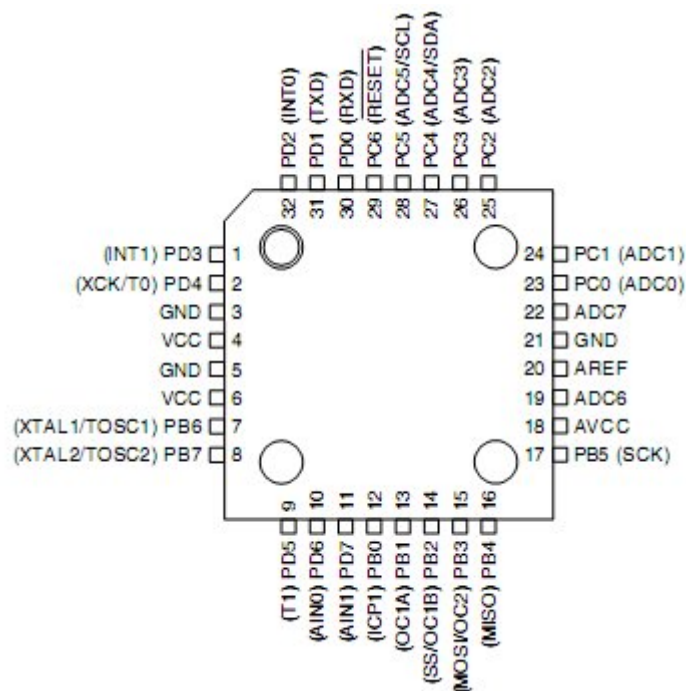 PD2 (INT0)
PD1 (TXD)
PD0 (RXD)
PC6 (RESET)
PC5 (ADC5/SCL)
PC4 (ADC4/SDA)
PC3 (ADC3)
PC2 (ADC2)
32
31
30
29
28
27
26
25
(INT1) PD3 1
(XCK/T0) PD4 2
GND 3
VCC 4
GND 5
VCC 6
(XTAL1/TOSC1) PB6 7
(XTAL2/TOSC2) PB7 8
24 PC1 (ADC1)
23 PC0 (ADC0)
22 ADC7
21 GND
20 AREF
19 ADC6
18 AVCC
17 PB5 (SCK)
9
10
11
12
13
14
15
16
(T1) PD5
(AIN0) PD6
(AIN1) PD7
(ICP1) PB0
(OC1A) PB1
(SS/OC1B) PB2
(MOSI/OC2) PB3
(MISO) PB4